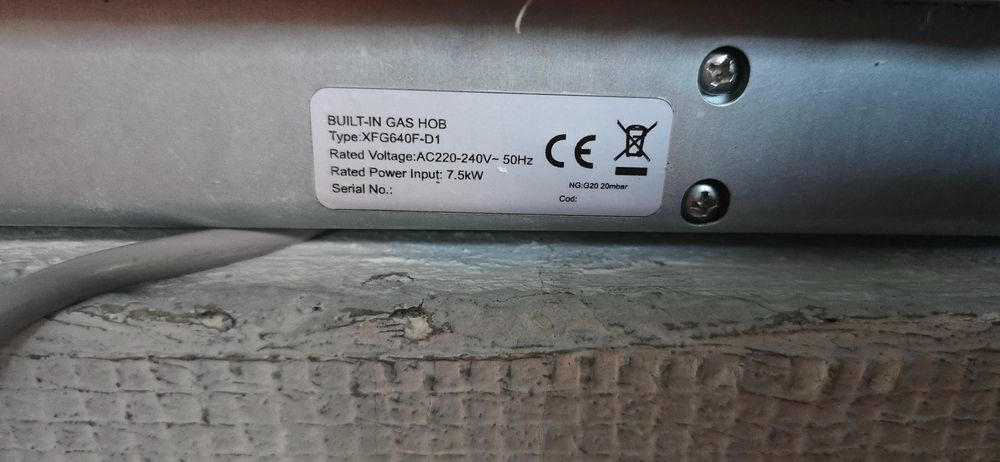 BUILT-IN GAS HOB
Type:XFG640F-D1
Rated Voltage:AC220-240V~ 50Hz
Rated Power Input: 7.5kW
Serial No.:
CE
NG:G20 20mbar
Cod: